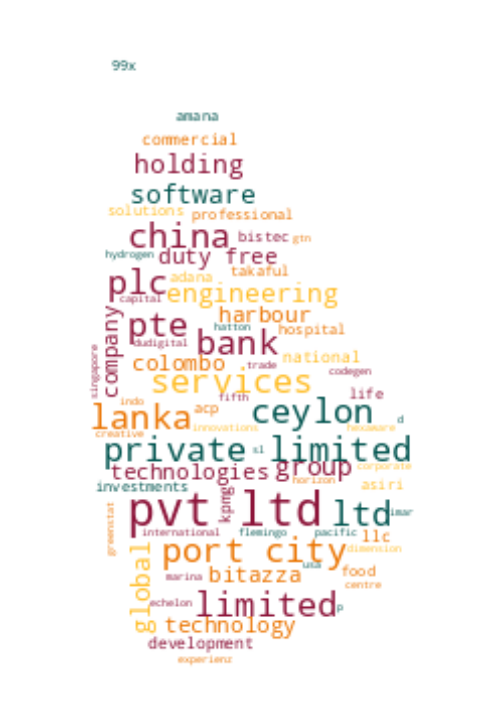 99x
amana
commercial
holding
software
solutions professional
china bistec gtn
hydrogen duty free
plc adana takaful
capital engineering
company harbour
pte hatton hospital
dudigital bank
singapore colombo trade national
services codegen
indo fifth life
lanka acp ceylon d
creative innovations hexaware
private sl limited
technologies group corporate
investments horizon asiri
pvt ltd kpmg ltd imar
greenstat international flemingo pacific llc
port city dimension
global marina bitazza usa food
centre
echelon limited p
technology
development
experienz